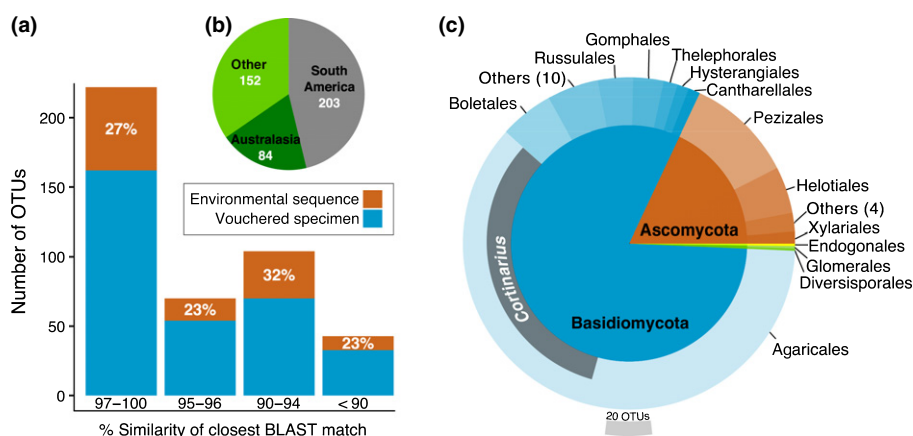 (a)
Number of OTUs
200
150
100
50
0
27%
23%
32%
23%
97–100
95–96
90–94
< 90
% Similarity of closest BLAST match
Environmental sequence
Vouchered specimen
(b)
Other
152
South
America
203
Australasia
84
(c)
Gomphales
Russulales
Thelephorales
Others (10)
Hysterangiales
Cantharellales
Boletales
Pezizales
Helotiales
Others (4)
Xylariales
Endogonales
Glomerales
Diversisporales
Agaricales
Ascomycota
Basidiomycota
Cortinarius
20 OTUs